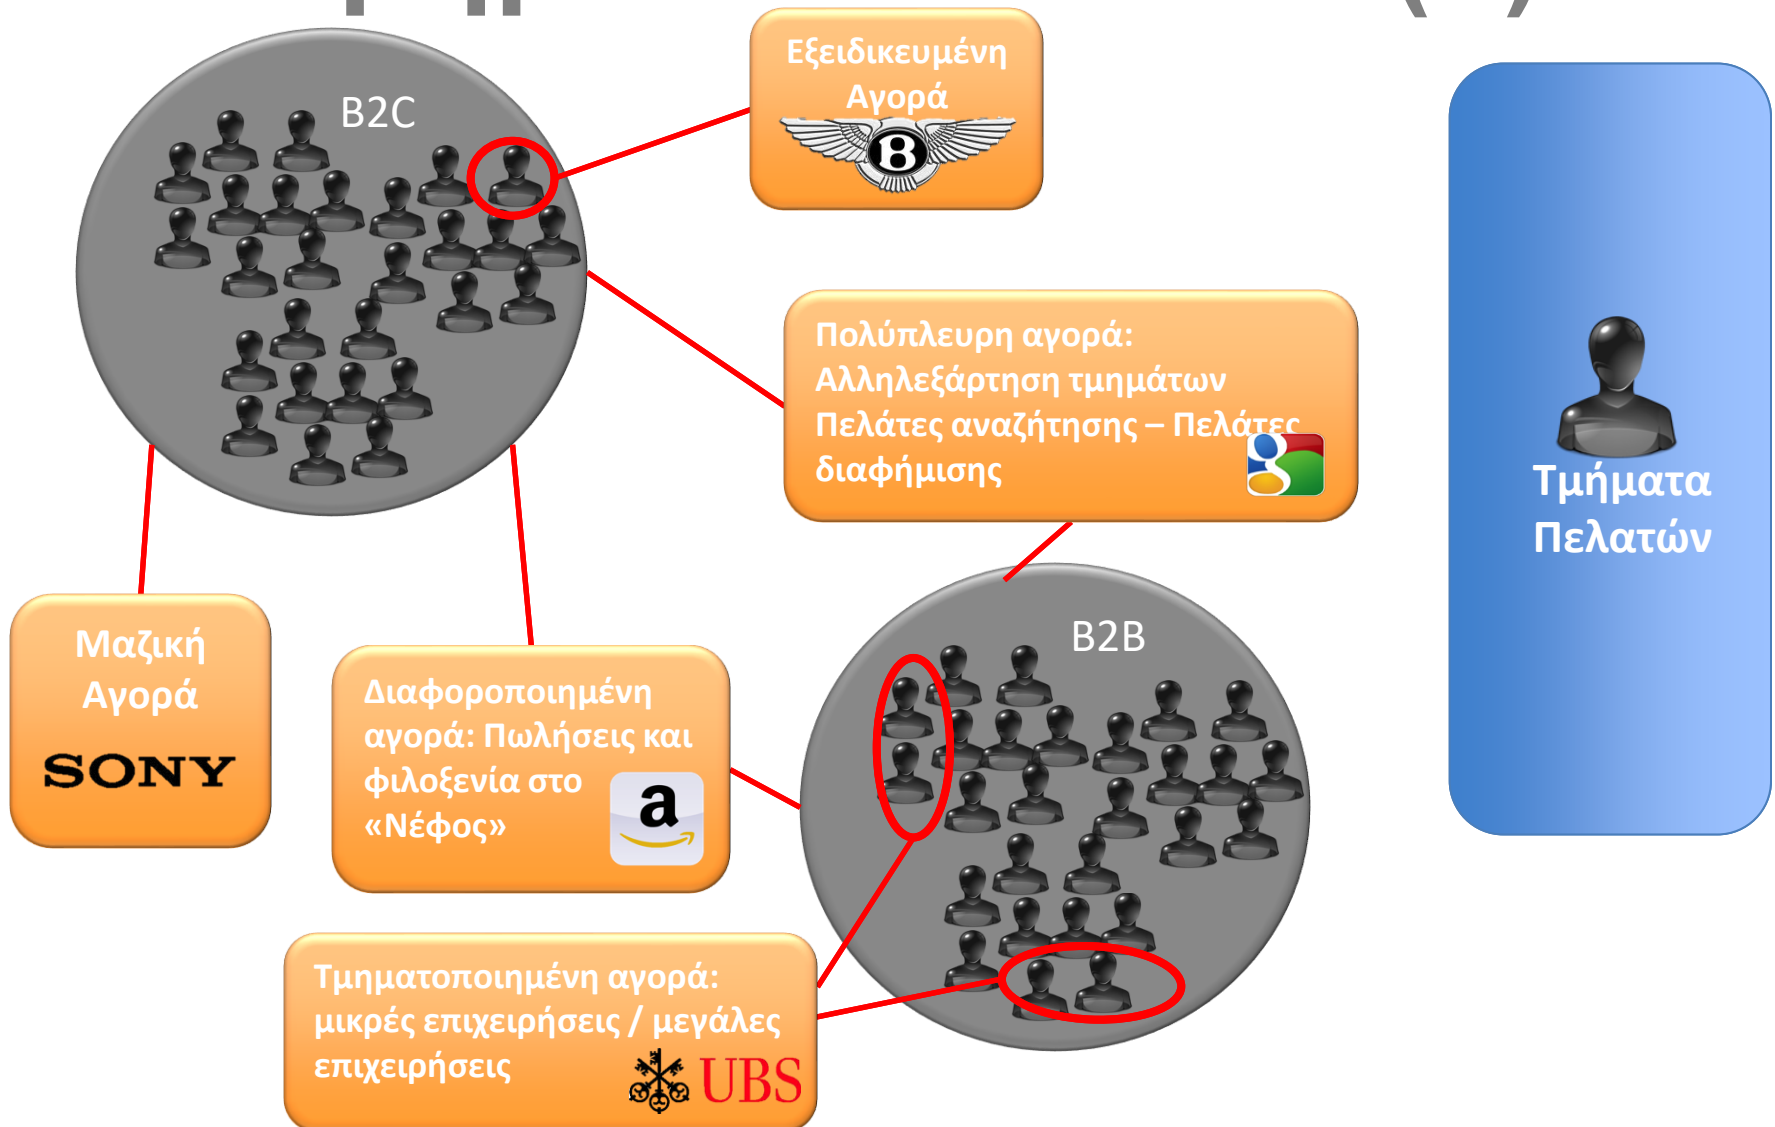 B2C
Εξειδικευμένη
Αγορά
B
Πολύπλευρη αγορά:
Αλληλεξάρτηση τμημάτων
Πελάτες αναζήτησης – Πελάτες
διαφήμισης
g
Τμήματα
Πελατών
B2B
Μαζική
Αγορά
SONY
Διαφοροποιημένη
αγορά: Πωλήσεις και
φιλοξενία στο
«Νέφος»
a
Τμηματοποιημένη αγορά:
μικρές επιχειρήσεις / μεγάλες
επιχειρήσεις
UBS